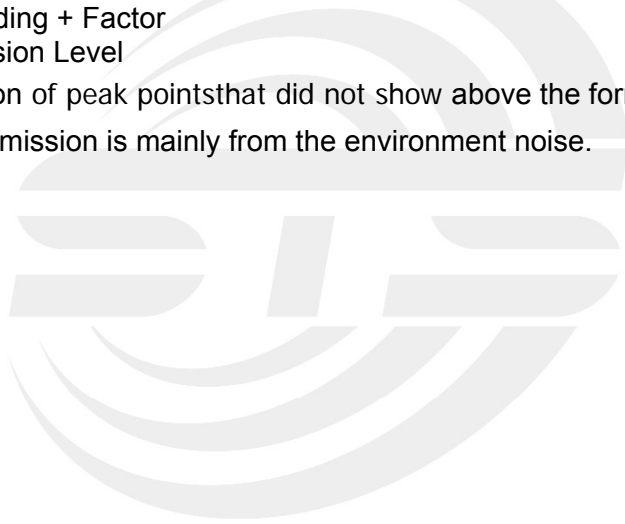 ding + Factor
sion Level
on of peak pointsthat did not show above the for
mission is mainly from the environment noise.
STS